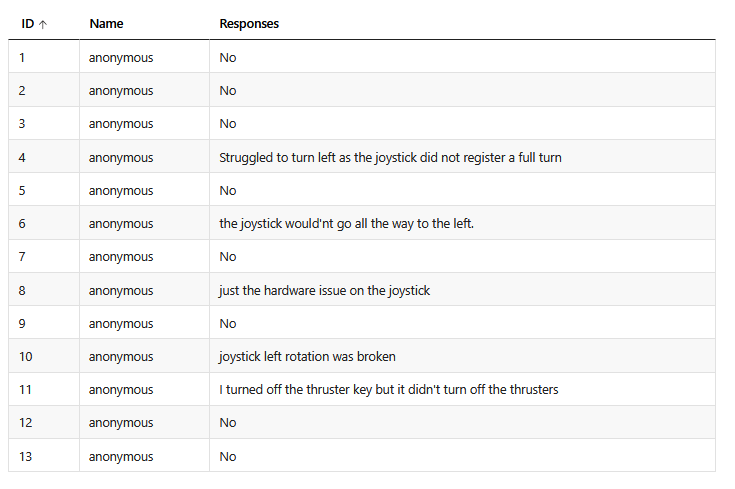 ID ↑ Name Responses
1 anonymous No
2 anonymous No
3 anonymous No
4 anonymous Struggled to turn left as the joystick did not register a full turn
5 anonymous No
6 anonymous the joystick would'nt go all the way to the left.
7 anonymous No
8 anonymous just the hardware issue on the joystick
9 anonymous No
10 anonymous joystick left rotation was broken
11 anonymous I turned off the thruster key but it didn't turn off the thrusters
12 anonymous No
13 anonymous No